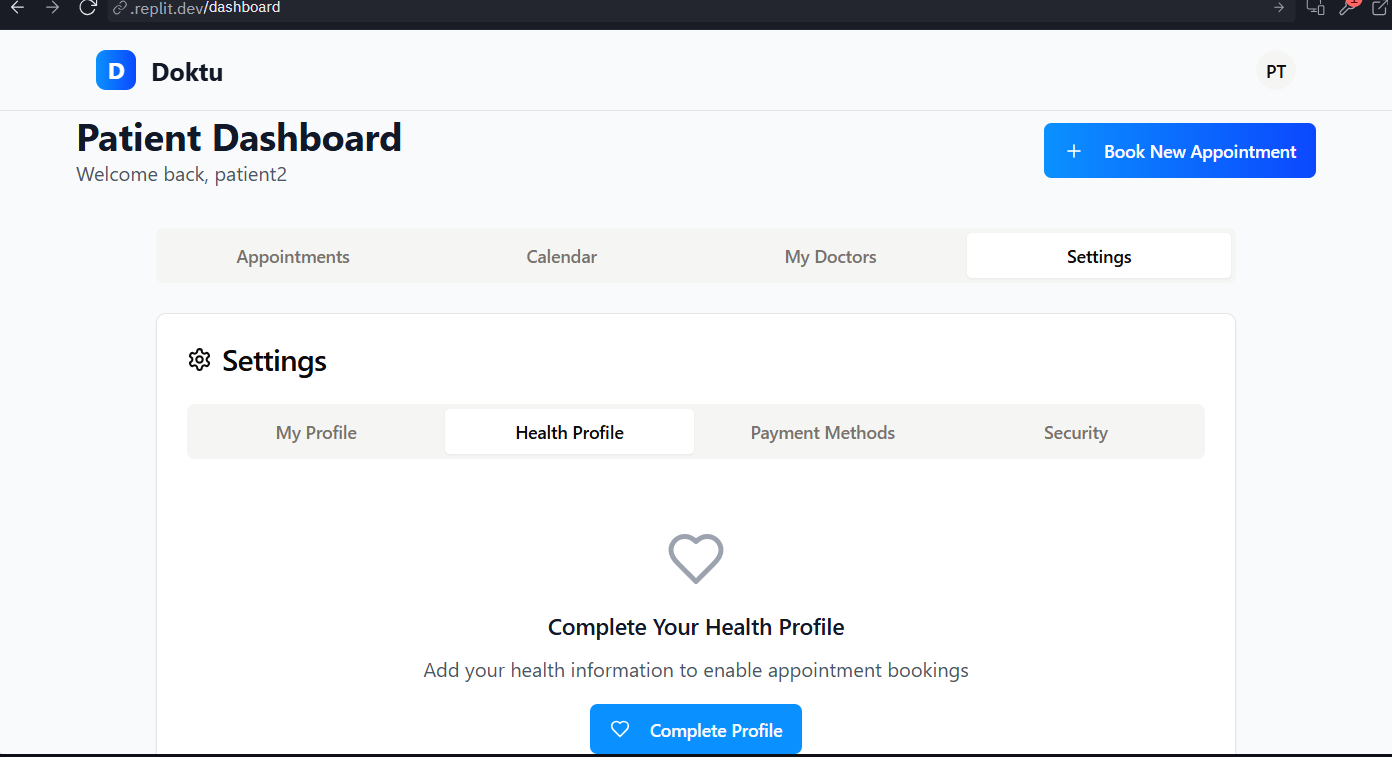 .replit.dev/dashboard
1
D Doktu
PT
Patient Dashboard
Welcome back, patient2
+ Book New Appointment
Appointments Calendar My Doctors Settings
Settings
My Profile Health Profile Payment Methods Security
Complete Your Health Profile
Add your health information to enable appointment bookings
Complete Profile